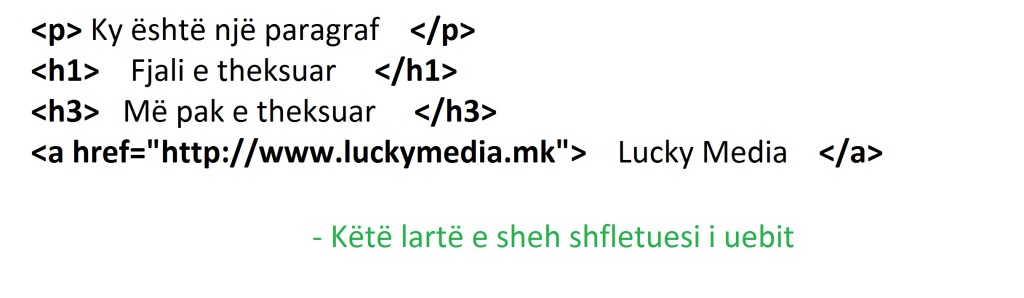 <p> Ky është një paragraf </p>
<h1> Fjali e theksuar </h1>
<h3> Më pak e theksuar </h3>
<a href="http://www.luckymedia.mk"> Lucky Media </a>
- Këtë lartë e sheh shfletuesi i uebit